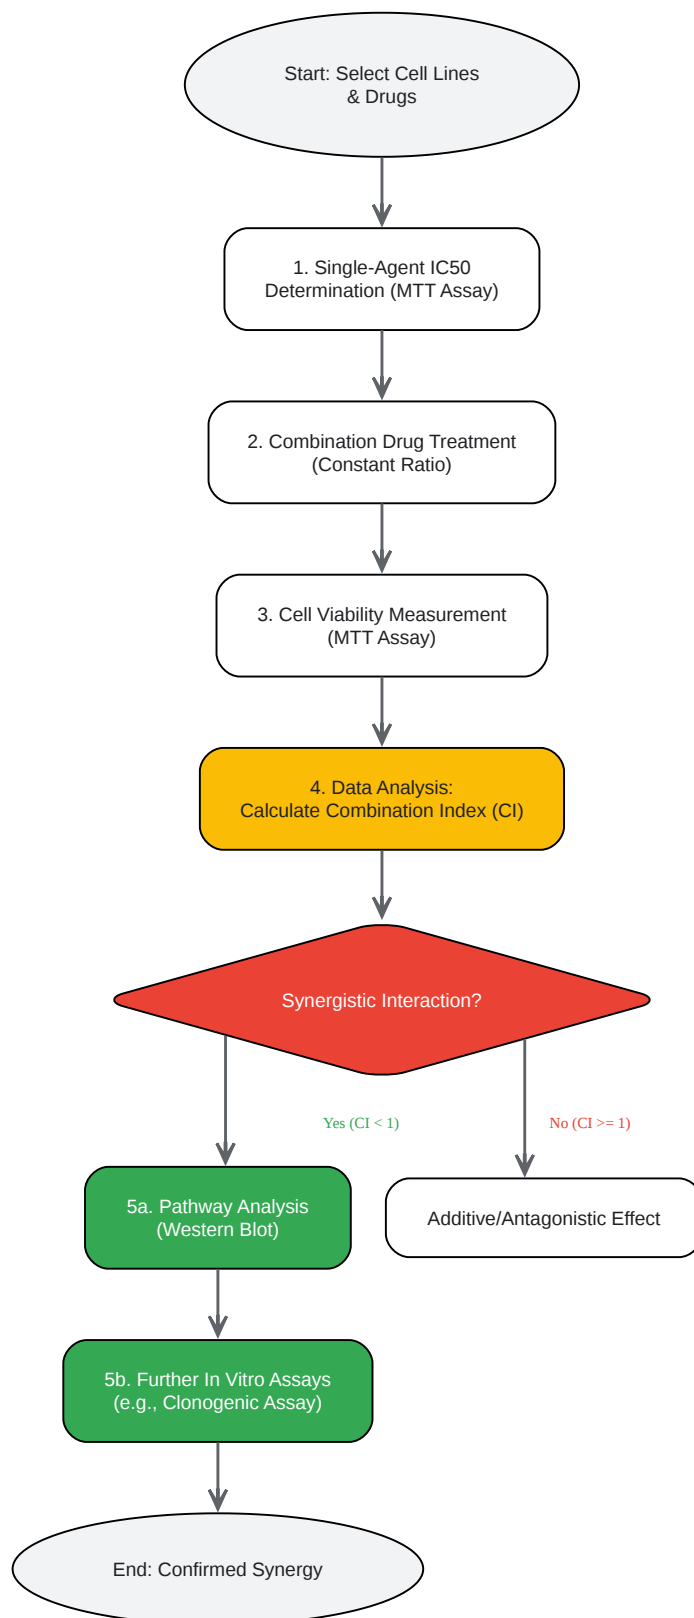 Start: Select Cell Lines
& Drugs
1. Single-Agent IC50
Determination (MTT Assay)
2. Combination Drug Treatment
(Constant Ratio)
3. Cell Viability Measurement
(MTT Assay)
4. Data Analysis:
Calculate Combination Index (CI)
Synergistic Interaction?
Yes (CI < 1)
No (CI >= 1)
5a. Pathway Analysis
(Western Blot)
Additive/Antagonistic Effect
5b. Further In Vitro Assays
(e.g., Clonogenic Assay)
End: Confirmed Synergy